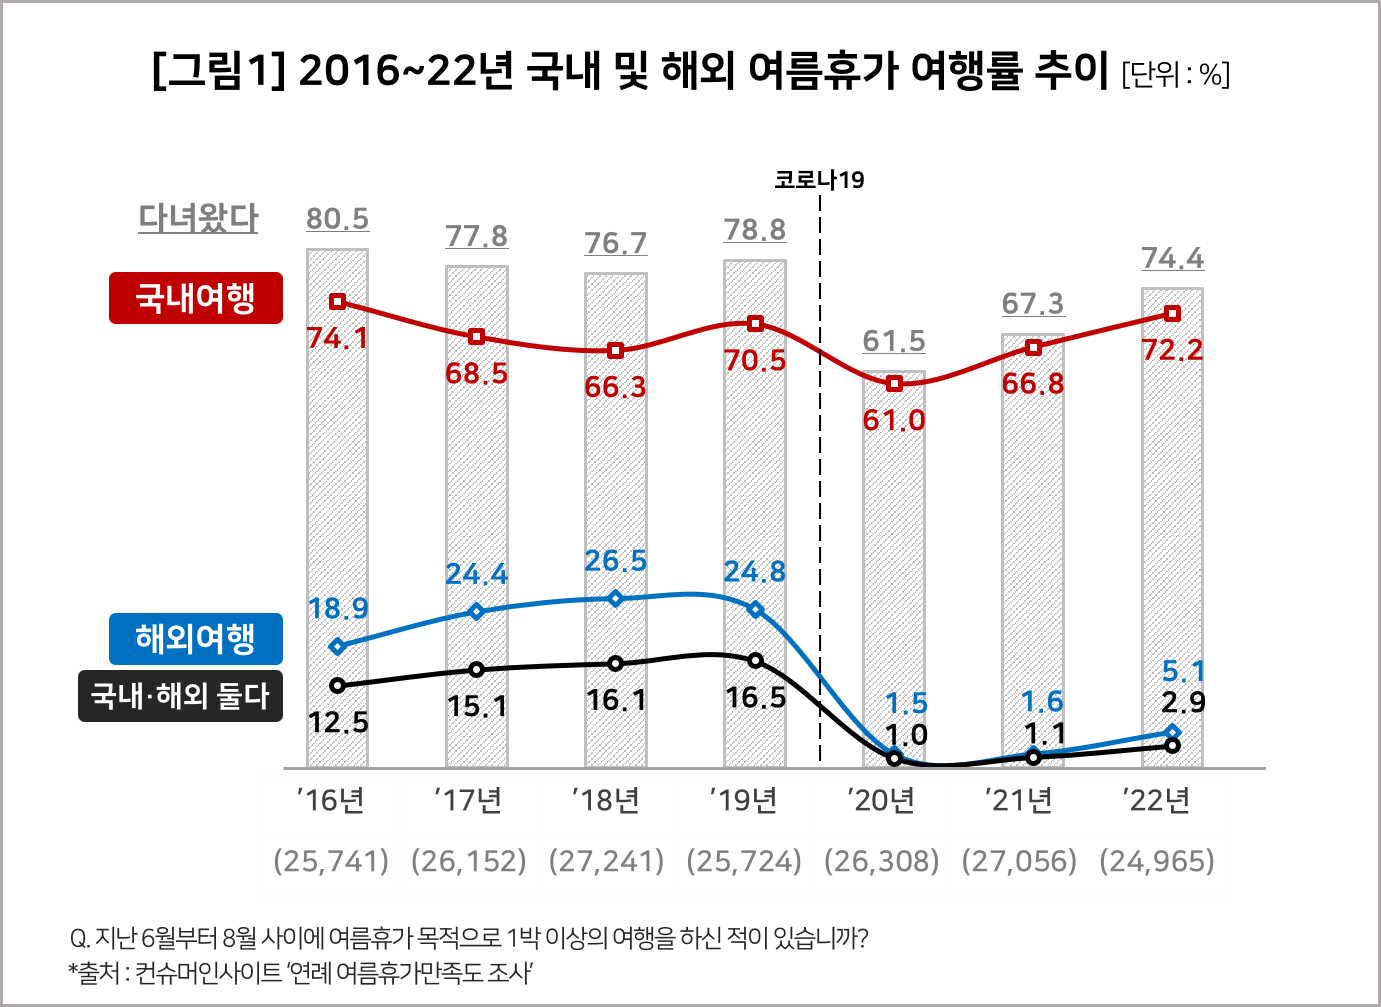 [그림1] 2016~22년 국내 및 해외 여름휴가 여행률 추이 [단위 : %]
코로나19
다녀왔다 80.5 77.8 76.7 78.8 61.5 67.3 74.4
국내여행 74.1 68.5 66.3 70.5 61.0 66.8 72.2
해외여행 18.9 24.4 26.5 24.8 1.5 1.6 5.1
국내·해외 둘다 12.5 15.1 16.1 16.5 1.0 1.1 2.9
’16년 ’17년 ’18년 ’19년 ’20년 ’21년 ’22년
(25,741) (26,152) (27,241) (25,724) (26,308) (27,056) (24,965)
Q. 지난 6월부터 8월 사이에 여름휴가 목적으로 1박 이상의 여행을 하신 적이 있습니까?
*출처 : 컨슈머인사이트 ‘연례 여름휴가만족도 조사’